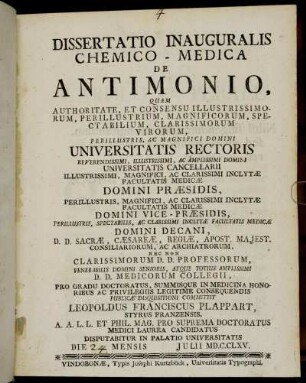 DISSERTATIO INAUGURALIS
CHEMICO - MEDICA
DE
ANTIMONIO,
QUAM
AUTHORITATE, ET CONSENSU ILLUSTRISSIMO-
RUM, PERILLUSTRIUM, MAGNIFICORUM, SPE-
CTABILIUM, CLARISSIMORUM
VIRORUM,
PERILLUSTRIS, AC MAGNIFICI DOMINI
UNIVERSITATIS RECTORIS
REVERENDISSIMI, ILLUSTRISSIMI, AC AMPLISSIMI DOMINI
UNIVERSITATIS CANCELLARII
ILLUSTRISSIMI, MAGNIFICI, AC CLARISSIMI INCLYTÆ
FACULTATIS MEDICÆ
DOMINI PRÆSIDIS,
PERILLUSTRIS, MAGNIFICI, AC CLARISSIMI INCLYTÆ
FACULTATIS MEDICÆ
DOMINI VICE - PRÆSIDIS,
PERILLUSTRIS, SPECTABILIS, AC CLARISSIMI INCLYTÆ FACULTATIS MEDICÆ
DOMINI DECANI,
D. D. SACRÆ, CÆSAREÆ, REGIÆ, APOST. MAJEST.
CONSILIARIORUM, AC ARCHIATRORUM,
NEC NON
CLARISSIMORUM D. D. PROFESSORUM,
VENERABILIS DOMINI SENIORIS, ATQUE TOTIUS AMPLISSIMI
D. D. MEDICORUM COLLEGII,
PRO GRADU DOCTORATUS, SUMMISQUE IN MEDICINA HONO-
RIBUS AC PRIVILEGIIS LEGITIME CONSEQUENDIS
PUBLICÆ DISQUISITIONI COMMITTIT
LEOPOLDUS FRANCISCUS PLAPPART,
STYRUS FRANZENSIS,
A. A. L. L. ET PHIL. MAG. PRO SUPREMA DOCTORATUS
MEDICI LAUREA CANDIDATUS
DISPUTABITUR IN PALATIO UNIVERSITATIS
DIE MENSIS JULII MDCCLXV.
VINDOBONÆ, Typis Josephi Kurtzböck, Universitatis Typographi.